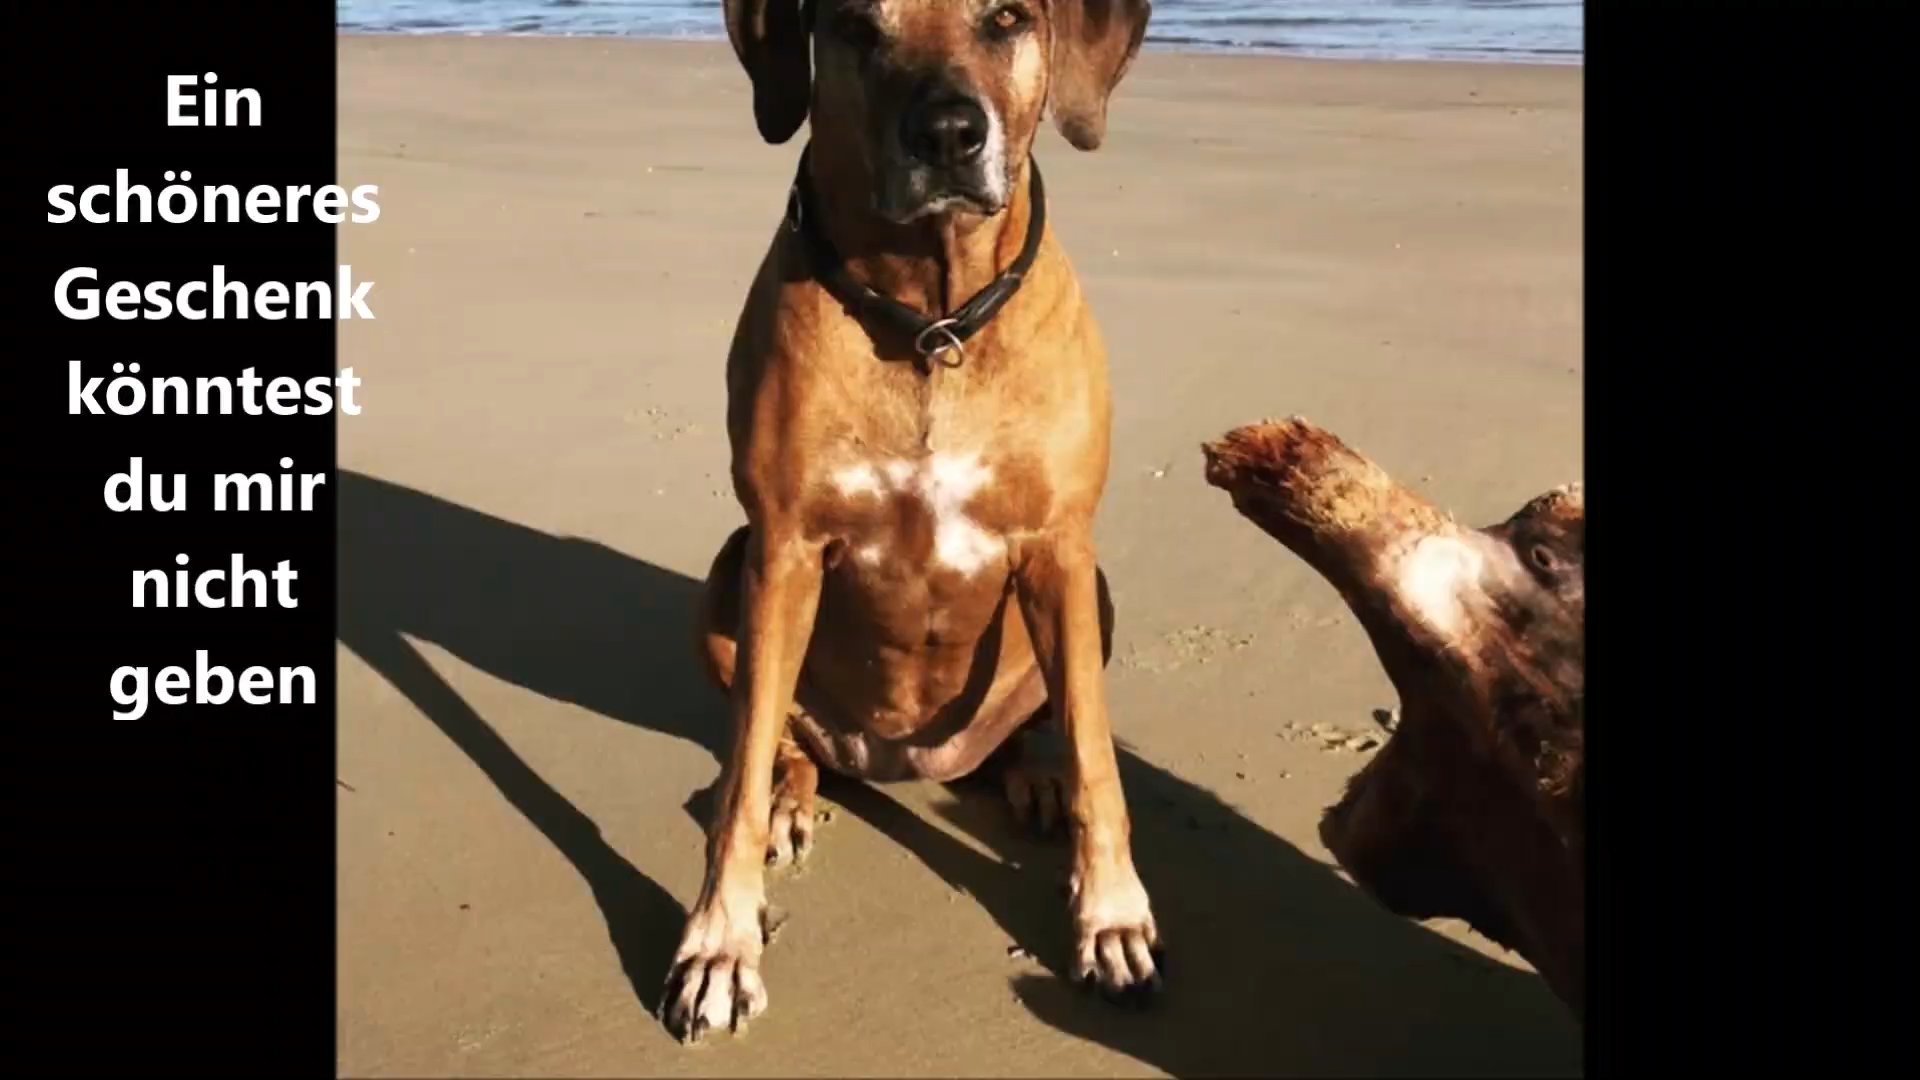 Ein
schöneres
Geschenk
könntest
du mir
nicht
geben